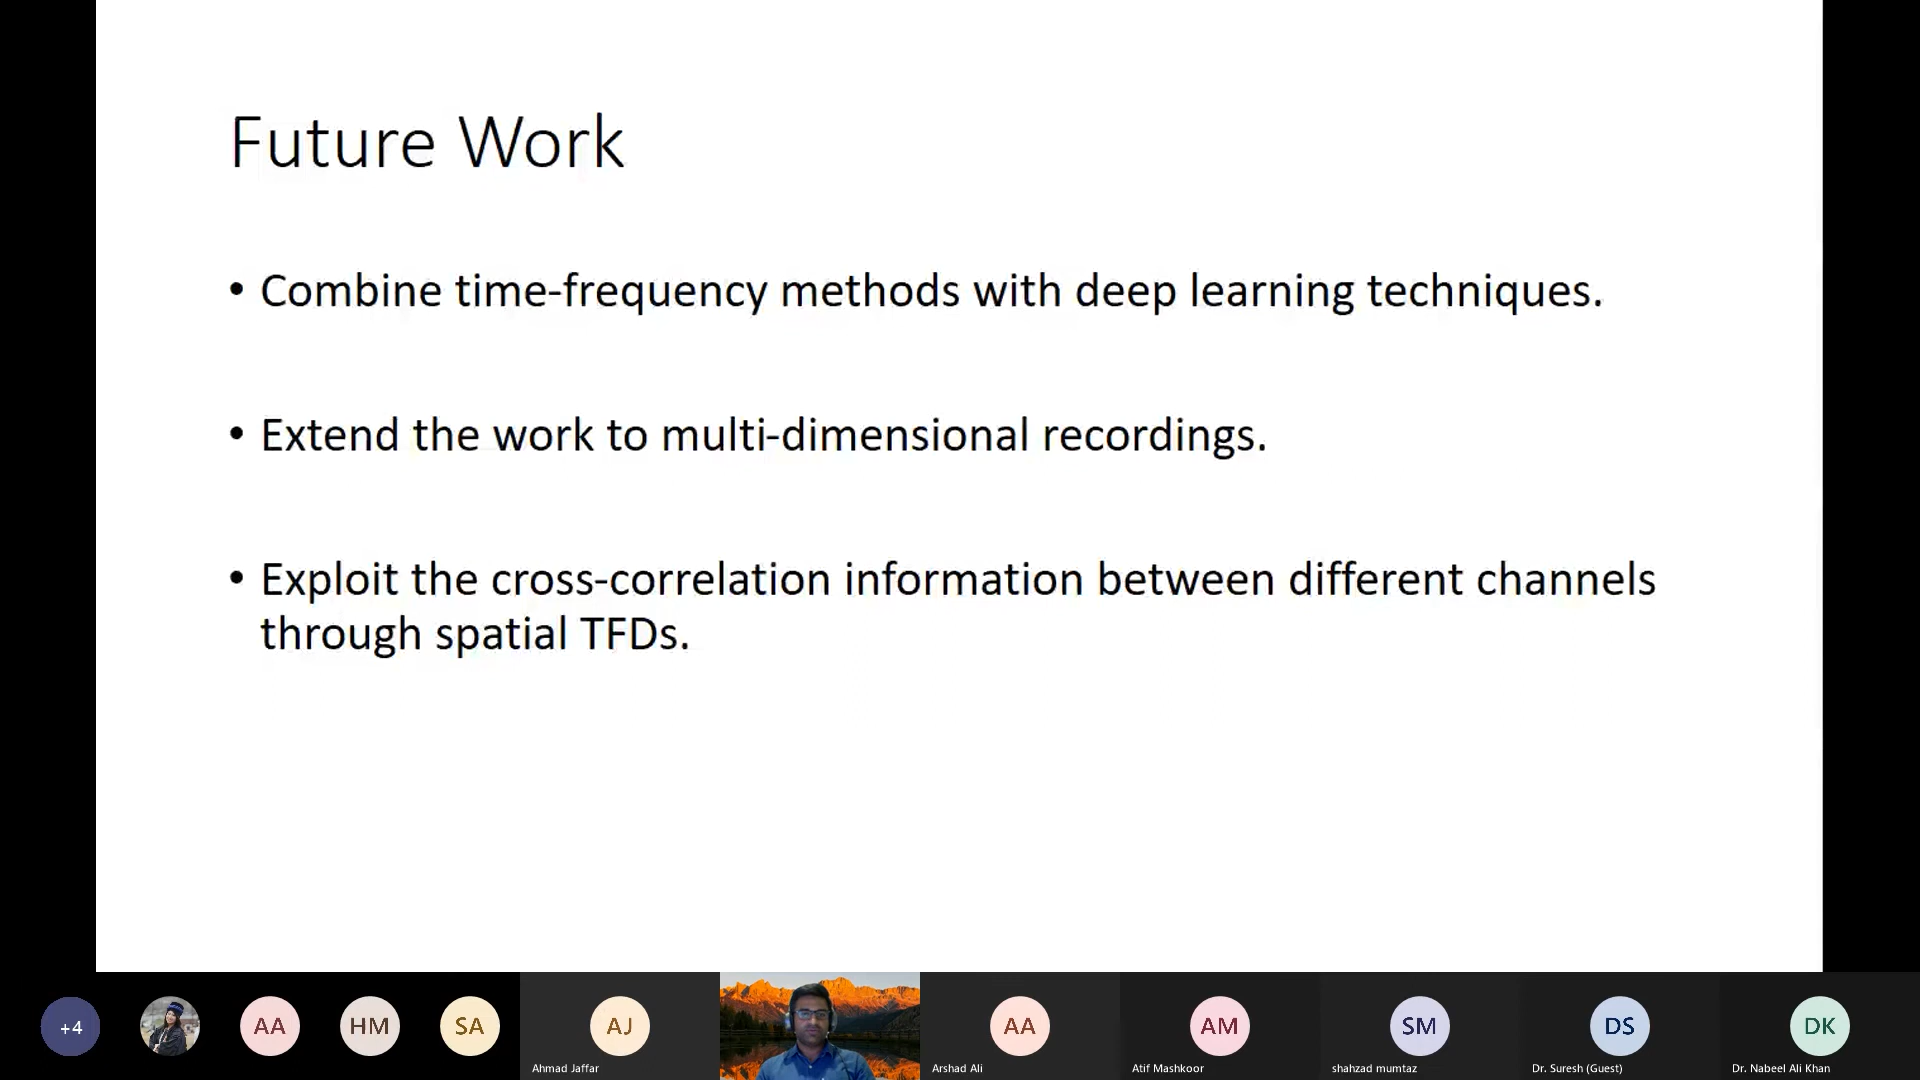 Future Work
• Combine time-frequency methods with deep learning techniques.
• Extend the work to multi-dimensional recordings.
• Exploit the cross-correlation information between different channels
through spatial TFDs.
+4
AA
HM
SA
AJ
AA
AM
SM
DS
DK
Ahmad Jaffar
Arshad Ali
Atif Mashkoor
shahzad mumtaz
Dr. Suresh (Guest)
Dr. Nabeel Ali Khan